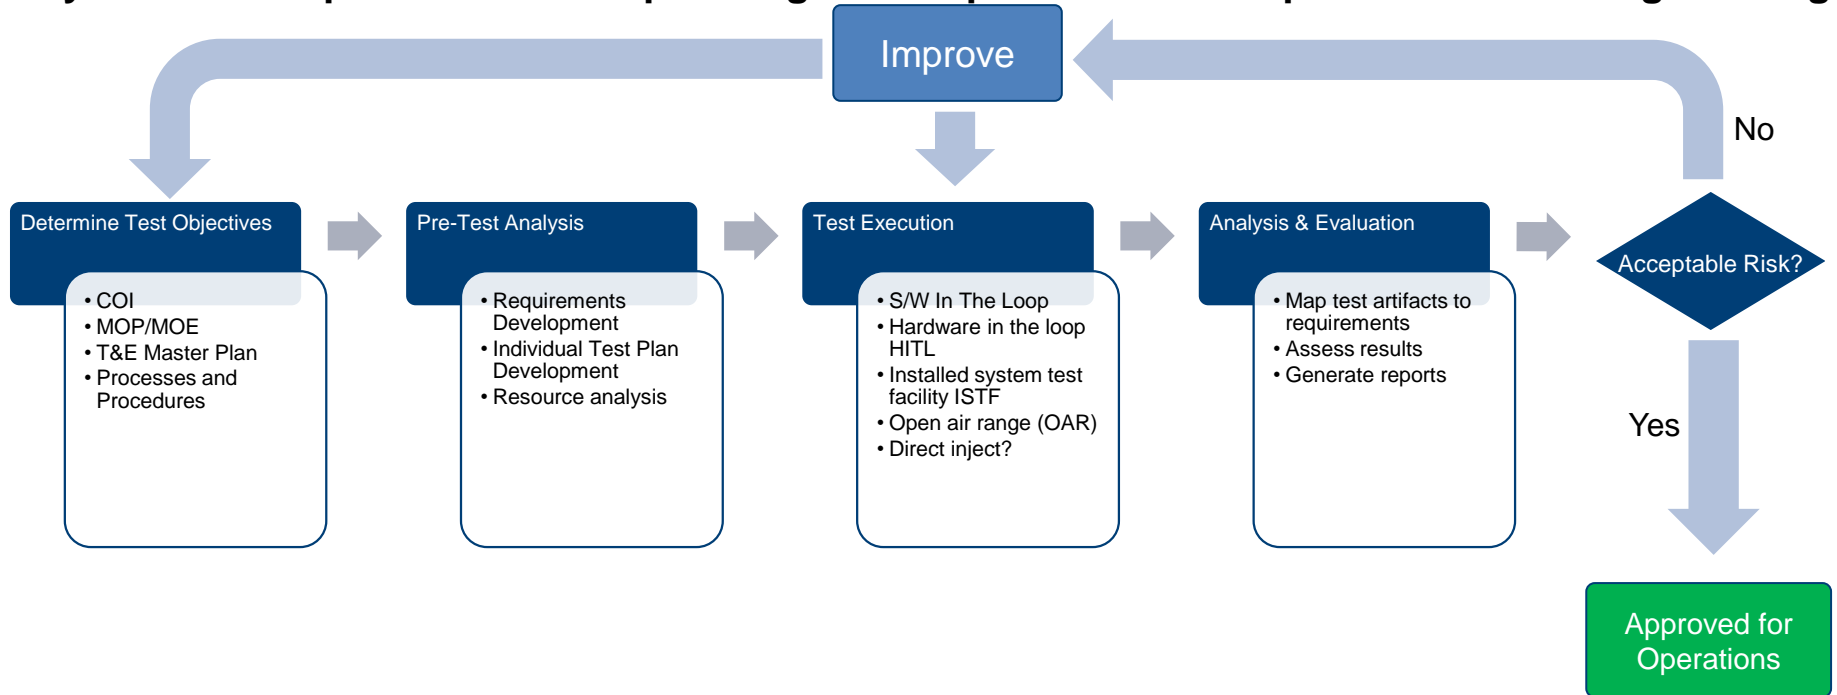 Improve
No
Determine Test Objectives
• COI
• MOP/MOE
• T&E Master Plan
• Processes and
Procedures
Pre-Test Analysis
• Requirements
Development
• Individual Test Plan
Development
• Resource analysis
Test Execution
• S/W In The Loop
• Hardware in the loop
HITL
• Installed system test
facility ISTF
• Open air range (OAR)
• Direct inject?
Analysis & Evaluation
• Map test artifacts to
requirements
• Assess results
• Generate reports
Acceptable Risk?
Yes
Approved for
Operations